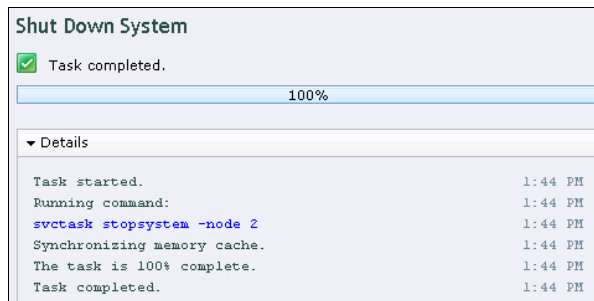 Shut Down System
Task completed.
100%
Details
Task started. 1:44 PM
Running command: 1:44 PM
svctask stopsystem -node 2 1:44 PM
Synchronizing memory cache. 1:44 PM
The task is 100% complete. 1:44 PM
Task completed. 1:44 PM